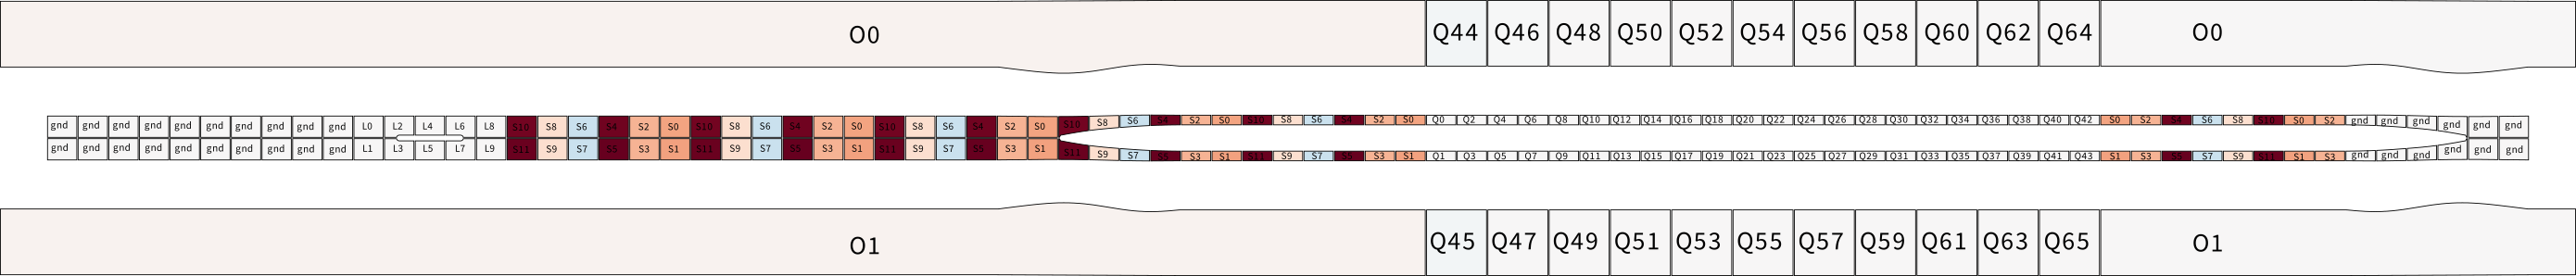 O0 Q44 Q46 Q48 Q50 Q52 Q54 Q56 Q58 Q60 Q62 Q64 O0
gnd gnd gnd gnd gnd gnd gnd gnd gnd gnd L0 L2 L4 L6 L8 S10 S8 S6 S4 S2 S0 S10 S8 S6 S4 S2 S0 S10 S8 S6 S4 S2 S0 S10 S8 S6 S4 S2 S0 S10 S8 S6 S4 S2 S0 Q0 Q2 Q4 Q6 Q8 Q10 Q12 Q14 Q16 Q18 Q20 Q22 Q24 Q26 Q28 Q30 Q32 Q34 Q36 Q38 Q40 Q42 S0 S2 S4 S6 S8 S10 S0 S2 gnd gnd gnd gnd gnd gnd
gnd gnd gnd gnd gnd gnd gnd gnd gnd gnd L1 L3 L5 L7 L9 S11 S9 S7 S5 S3 S1 S11 S9 S7 S5 S3 S1 S11 S9 S7 S5 S3 S1 S11 S9 S7 S5 S3 S1 S11 S9 S7 S5 S3 S1 Q1 Q3 Q5 Q7 Q9 Q11 Q13 Q15 Q17 Q19 Q21 Q23 Q25 Q27 Q29 Q31 Q33 Q35 Q37 Q39 Q41 Q43 S1 S3 S5 S7 S9 S11 S1 S3 gnd gnd gnd gnd gnd gnd
O1 Q45 Q47 Q49 Q51 Q53 Q55 Q57 Q59 Q61 Q63 Q65 O1